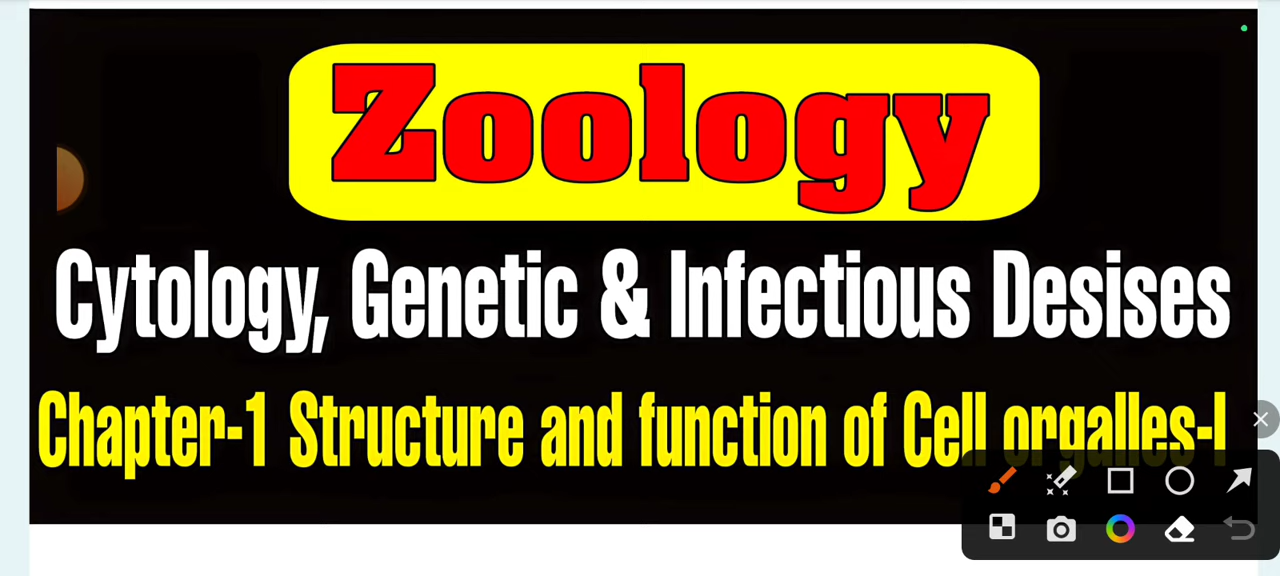 Zoology
Cytology, Genetic & Infectious Desises
Chapter-1 Structure and function of Cell orgalles-I